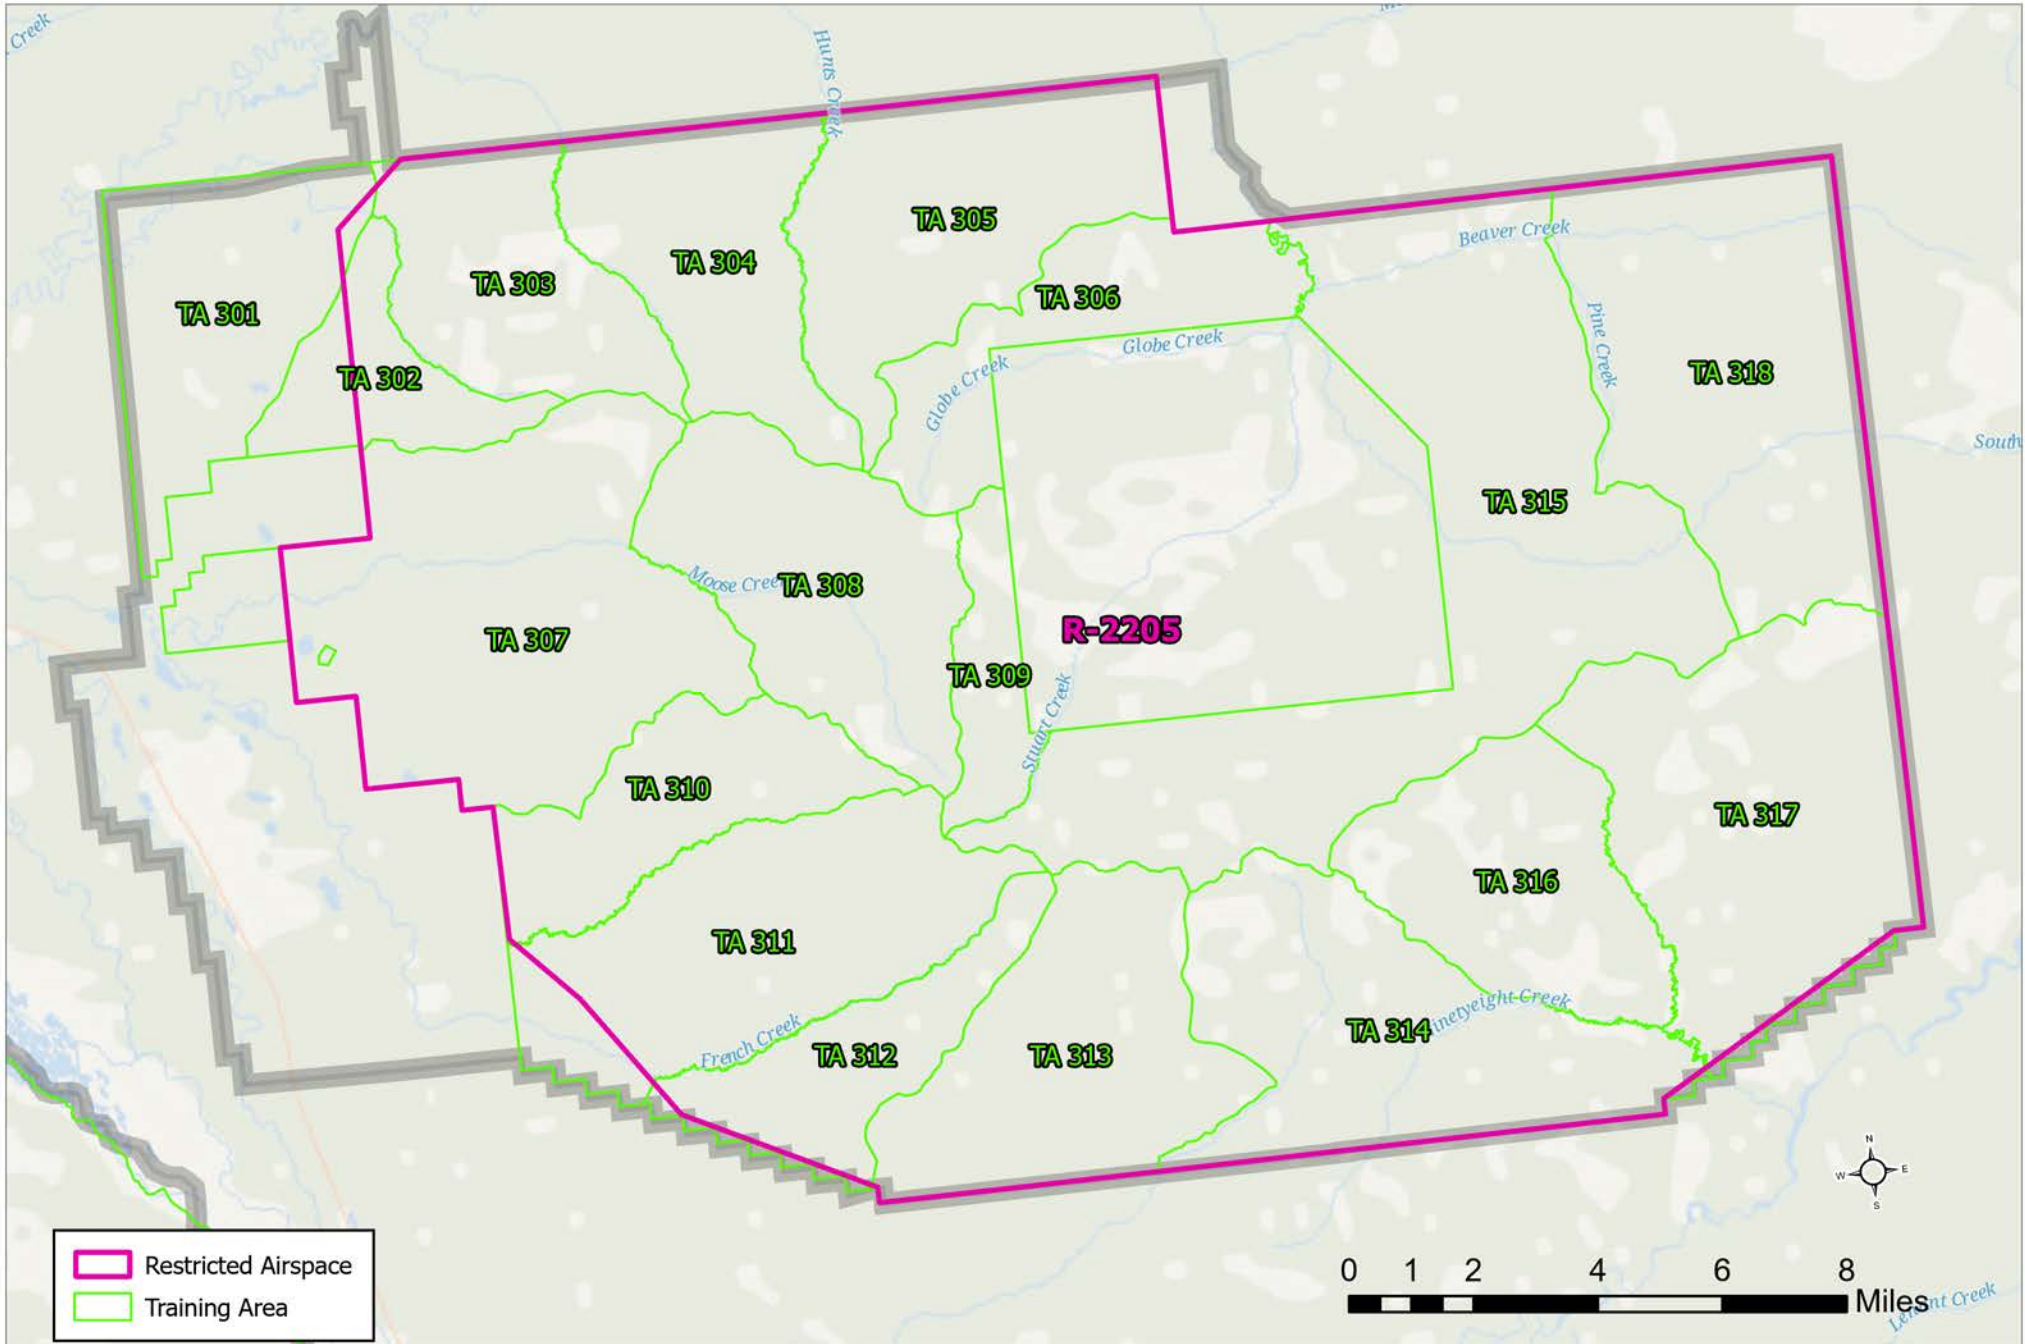 Creek
Hunts Creek
TA 305
TA 304
Beaver Creek
TA 303
TA 306
TA 301
Pine Creek
Globe Creek
TA 302
TA 318
Globe Creek
South
TA 315
Moose Creek
TA 308
R-2205
TA 307
TA 309
Stuart Creek
TA 310
TA 317
TA 316
TA 311
French Creek
TA 312
TA 313
TA 314
inetyeight Creek
N
W E
S
Restricted Airspace
Training Area
0 1 2 4 6 8
Miles
Creek